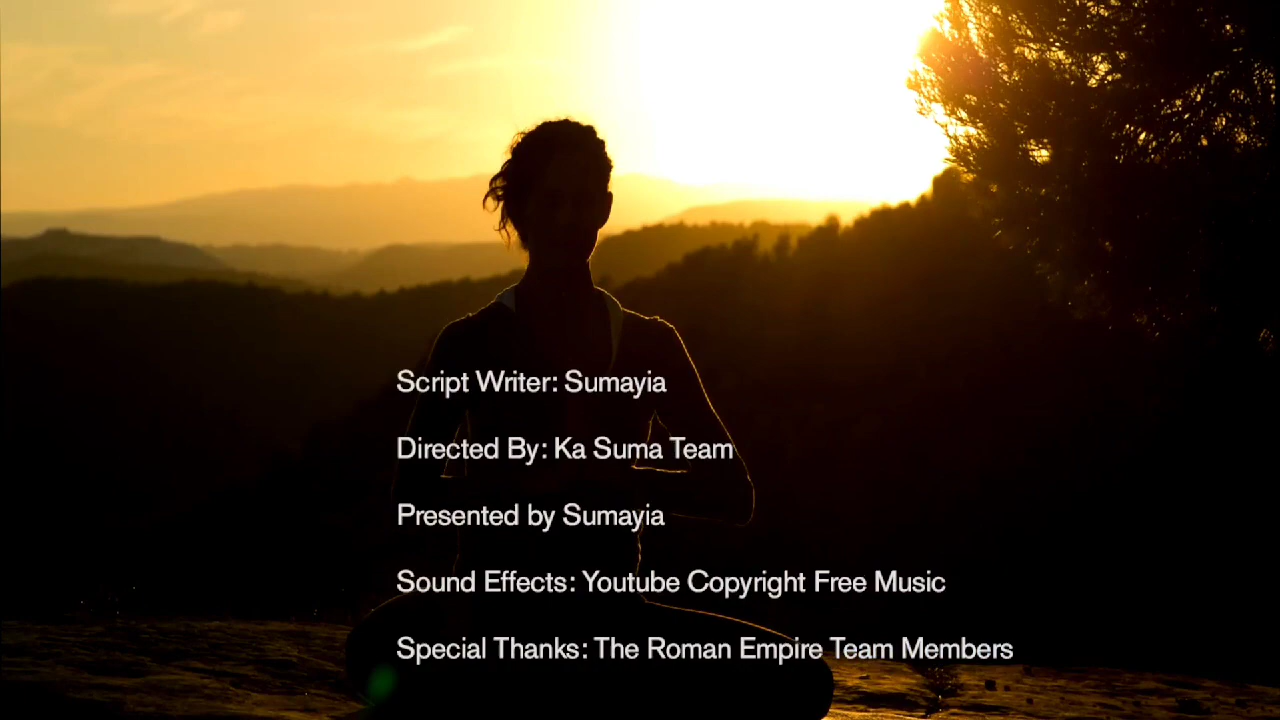 Script Writer: Sumayia
Directed By: Ka Suma Team
Presented by Sumayia
Sound Effects: Youtube Copyright Free Music
Special Thanks: The Roman Empire Team Members